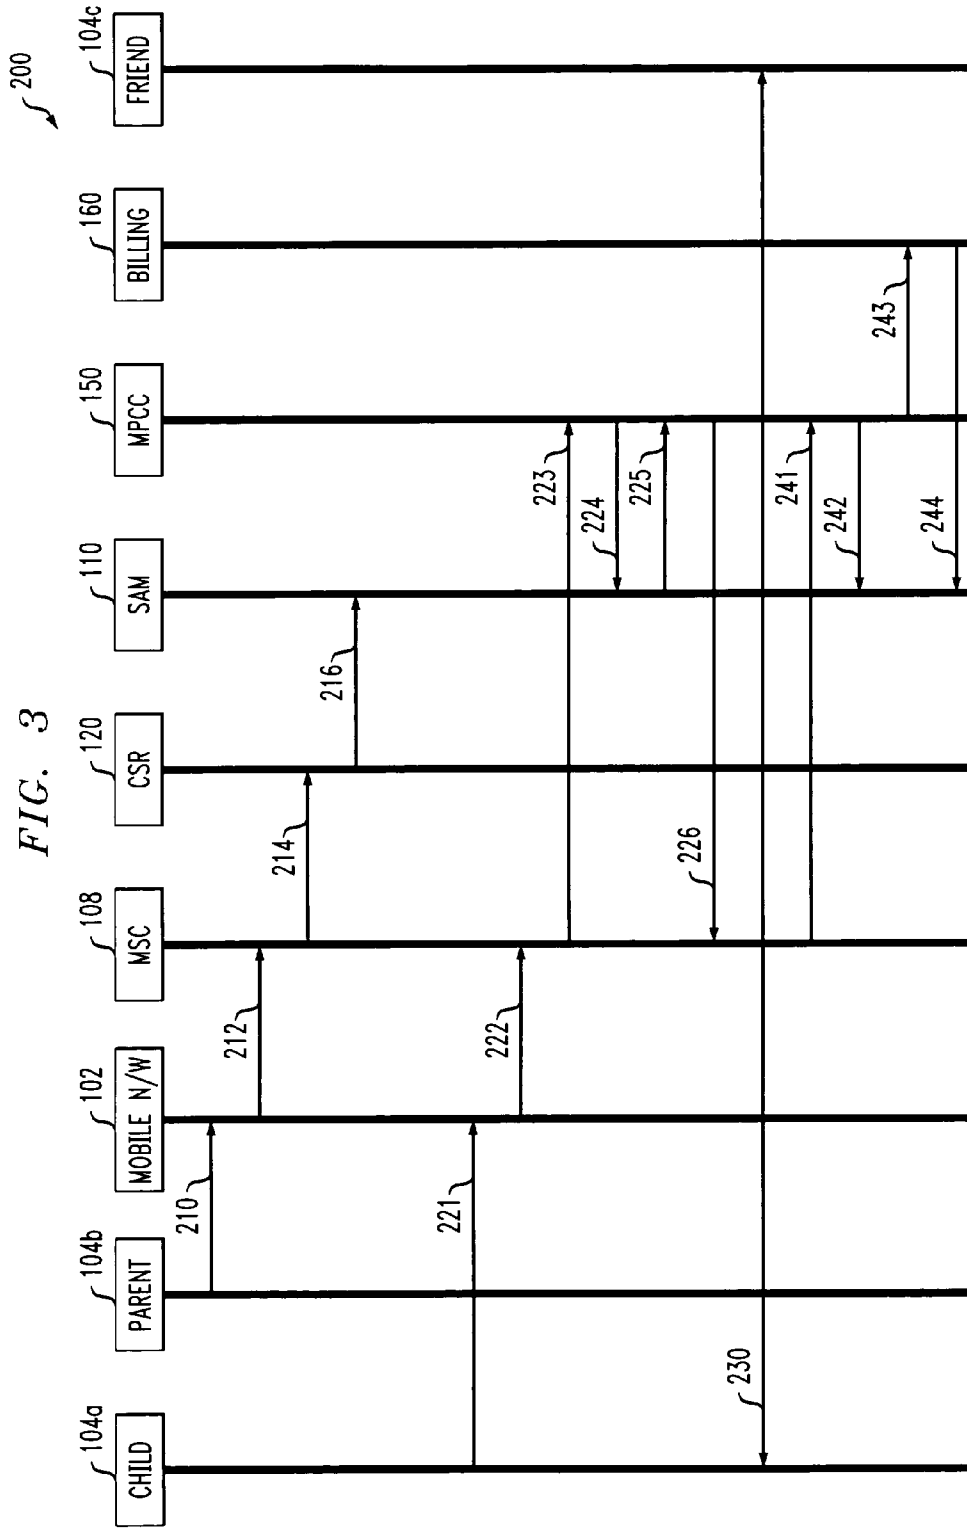 FIG. 3
200
104a
CHILD
104b
PARENT
102
MOBILE N/W
108
MSC
120
CSR
110
SAM
150
MPCC
160
BILLING
104c
FRIEND
210
212
214
216
221
222
223
224
225
226
230
241
242
243
244